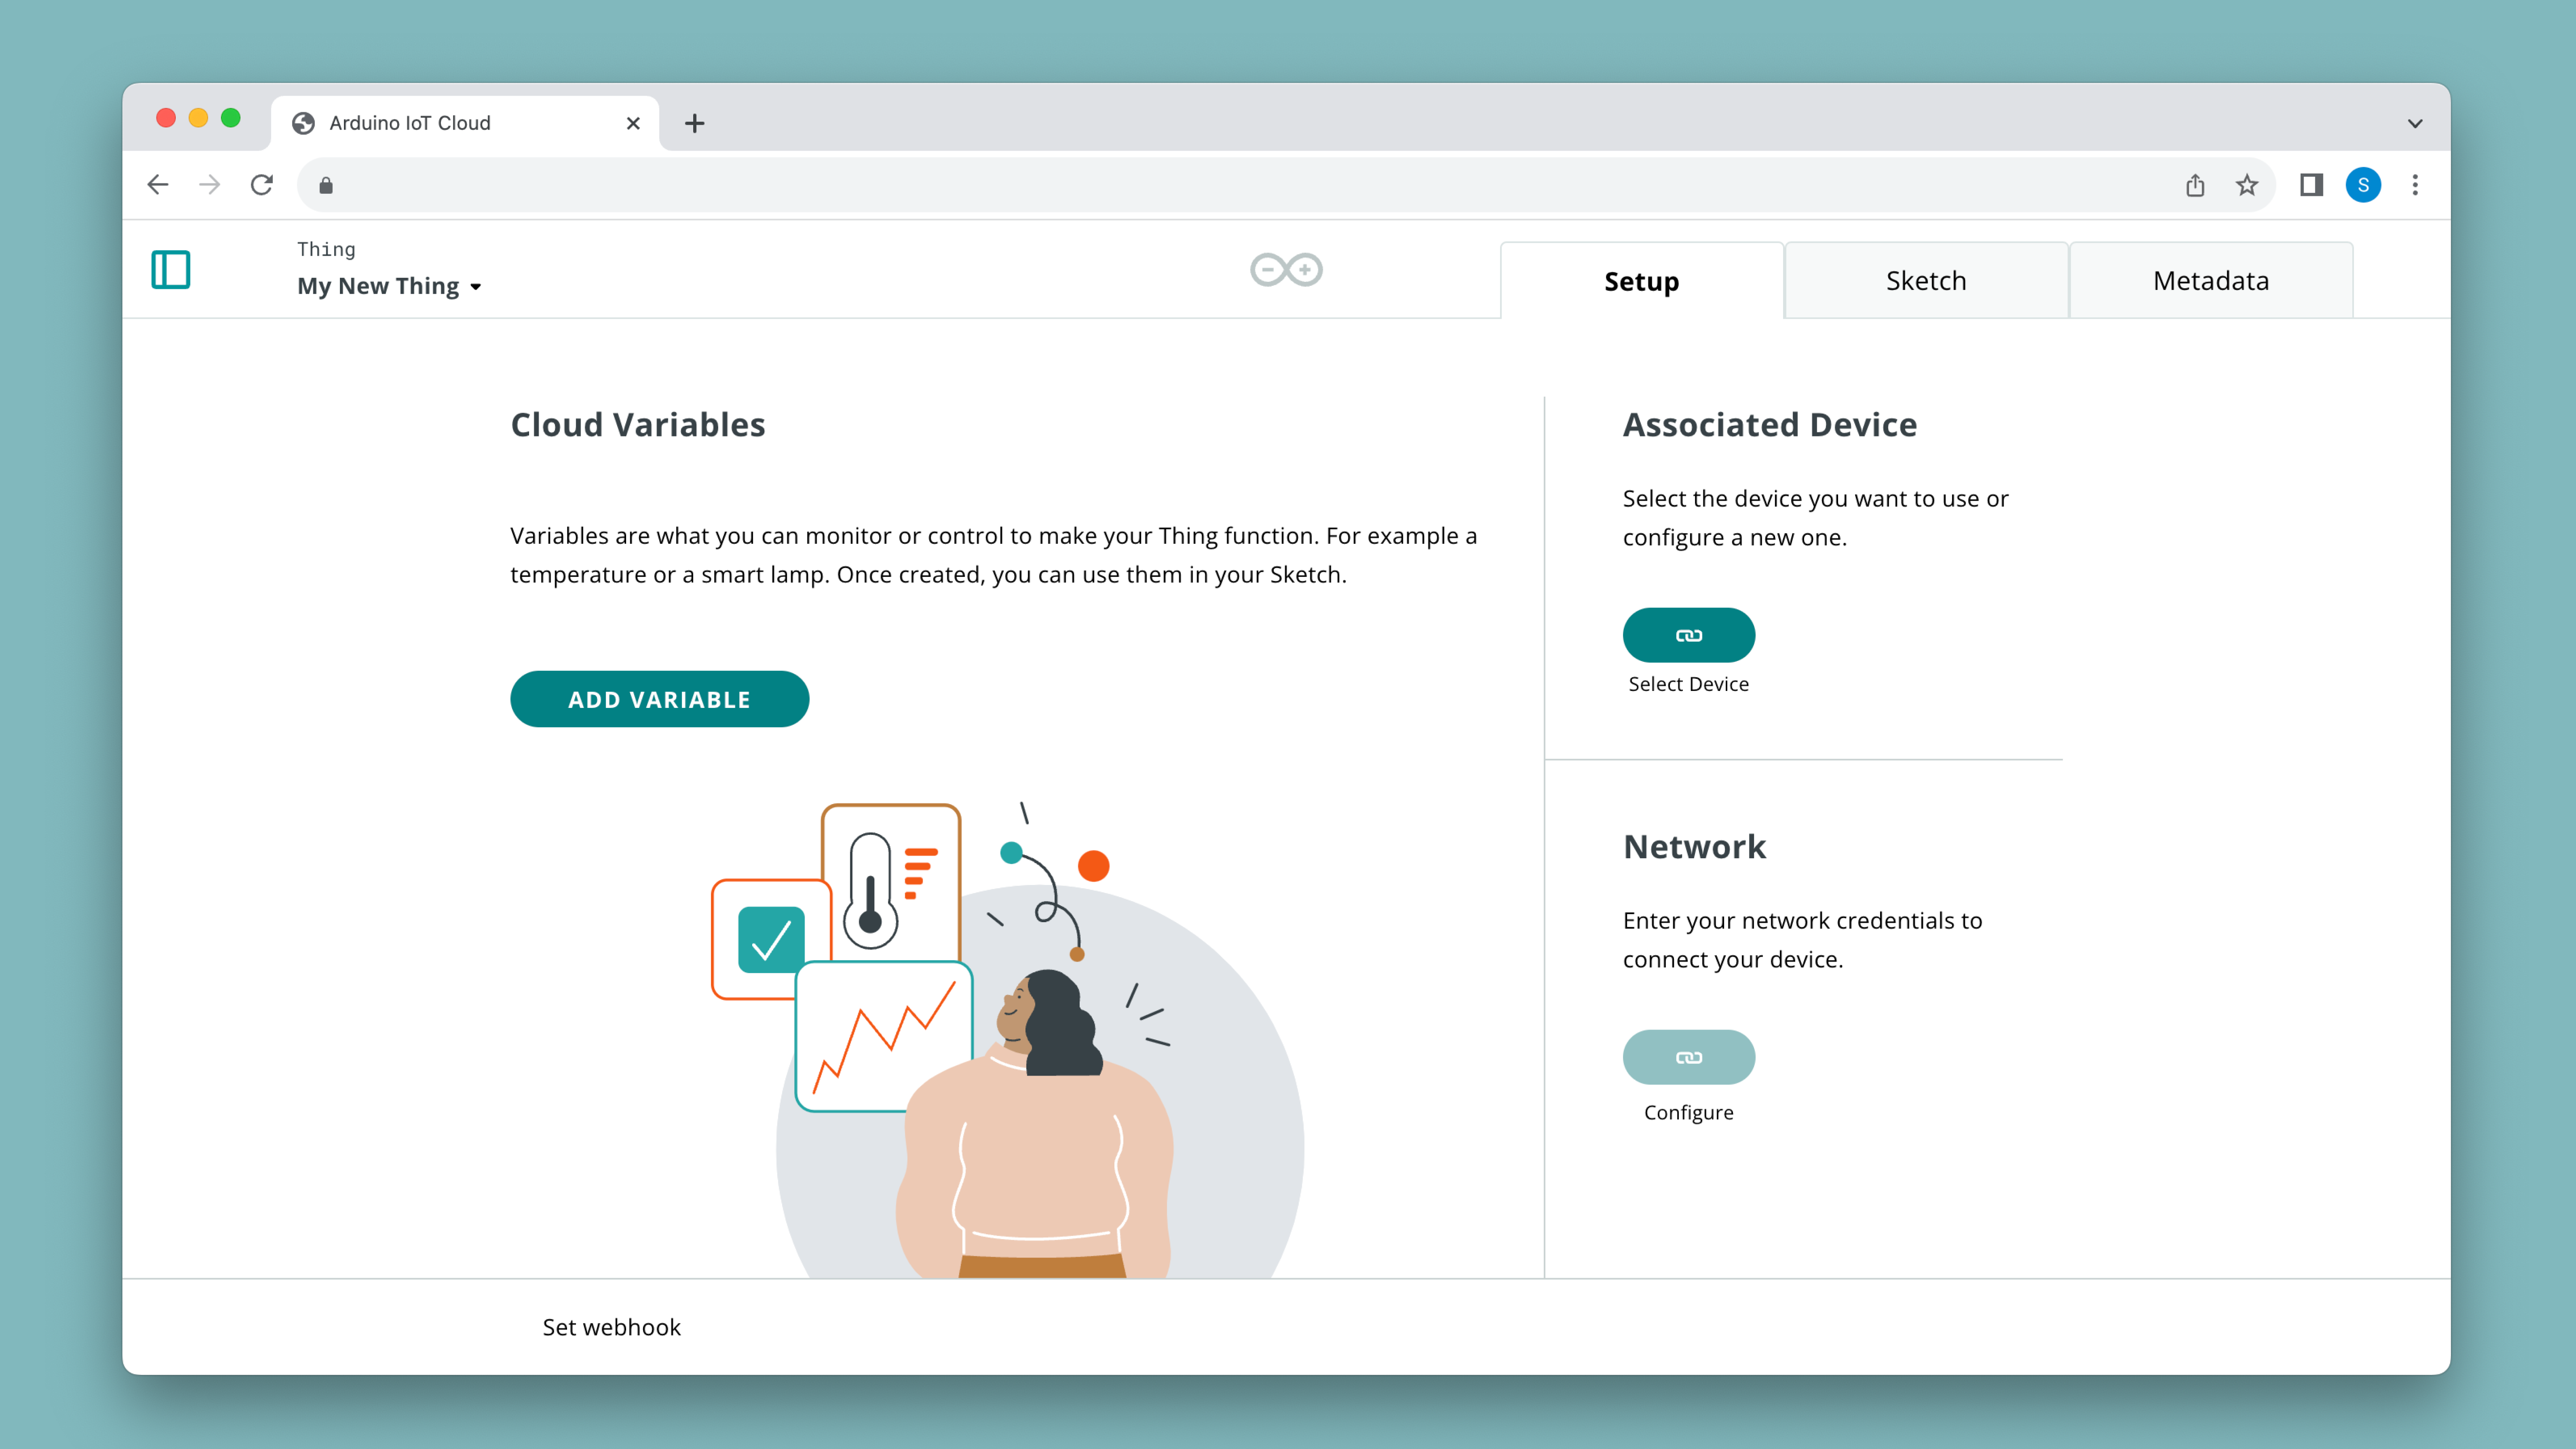 Arduino IoT Cloud
S
Thing
My New Thing
Setup
Sketch
Metadata
Cloud Variables
Variables are what you can monitor or control to make your Thing function. For example a
temperature or a smart lamp. Once created, you can use them in your Sketch.
ADD VARIABLE
Associated Device
Select the device you want to use or
configure a new one.
Select Device
Network
Enter your network credentials to
connect your device.
Configure
Set webhook